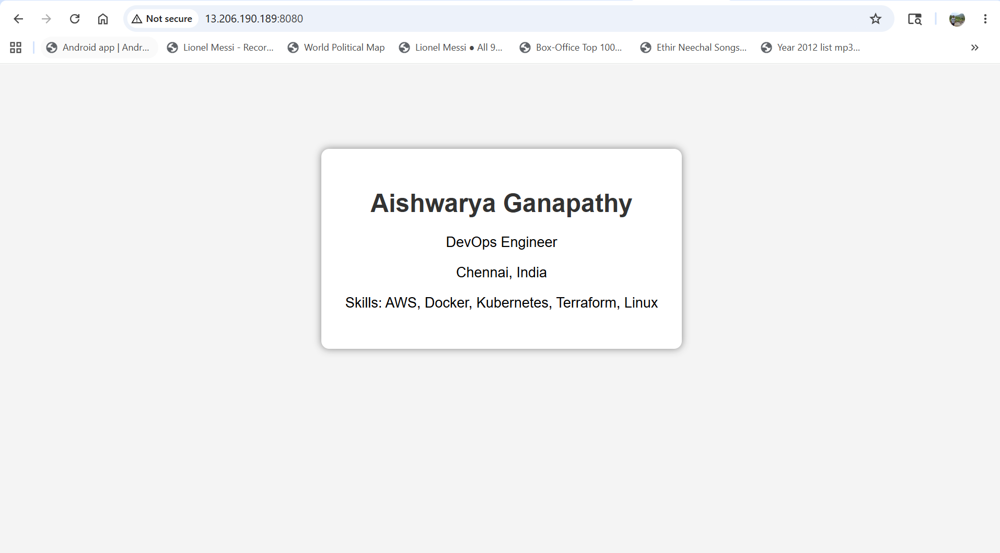 Not secure 13.206.190.189:8080
Android app | Andr... Lionel Messi - Recor... World Political Map Lionel Messi ● All 9... Box-Office Top 100... Ethir Neechal Songs... Year 2012 list mp3...
Aishwarya Ganapathy
DevOps Engineer
Chennai, India
Skills: AWS, Docker, Kubernetes, Terraform, Linux